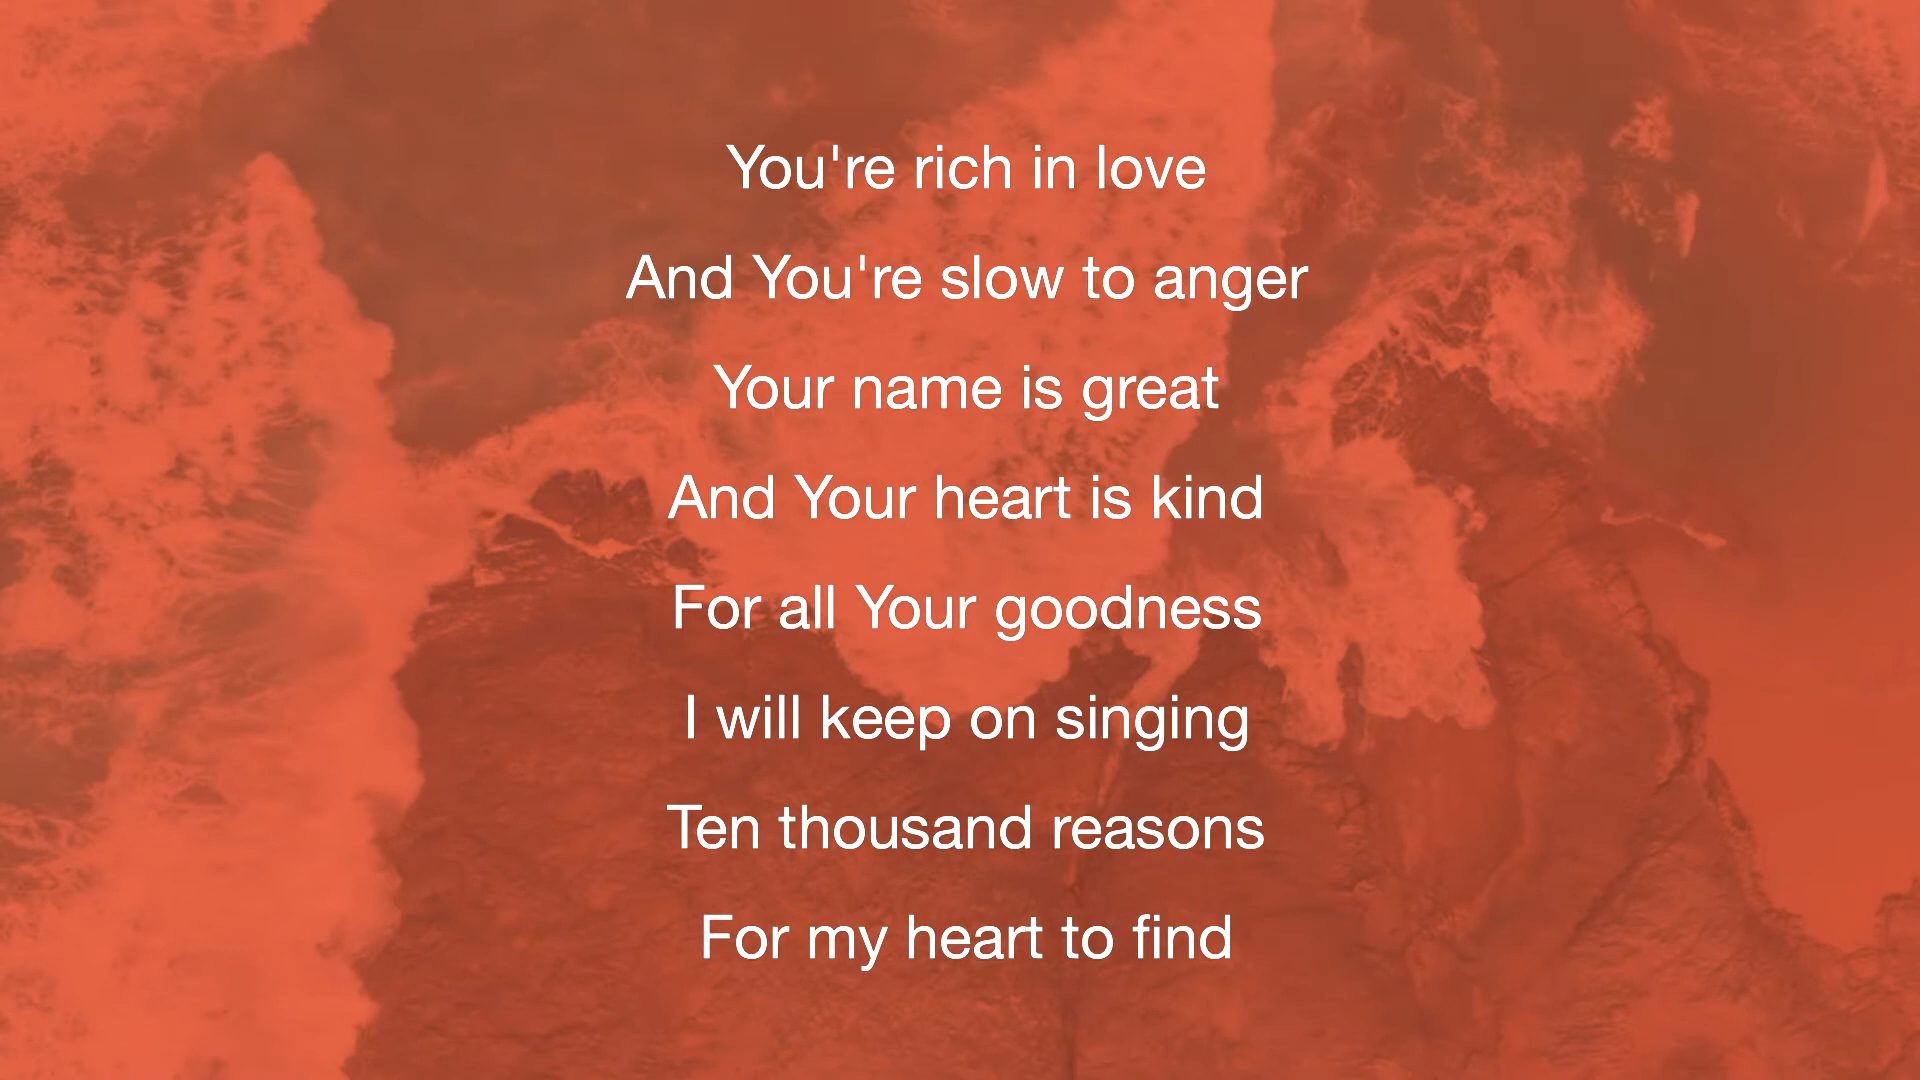 You're rich in love
And You're slow to anger
Your name is great
And Your heart is kind
For all Your goodness
I will keep on singing
Ten thousand reasons
For my heart to find